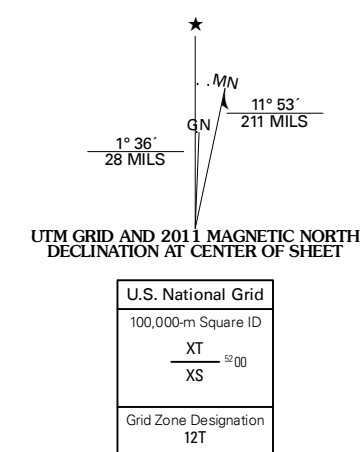 ★
MN
GN
11° 53´
211 MILS
1° 36´
28 MILS
UTM GRID AND 2011 MAGNETIC NORTH
DECLINATION AT CENTER OF SHEET
U.S. National Grid
100,000-m Square ID
XT
5200
XS
Grid Zone Designation
12T